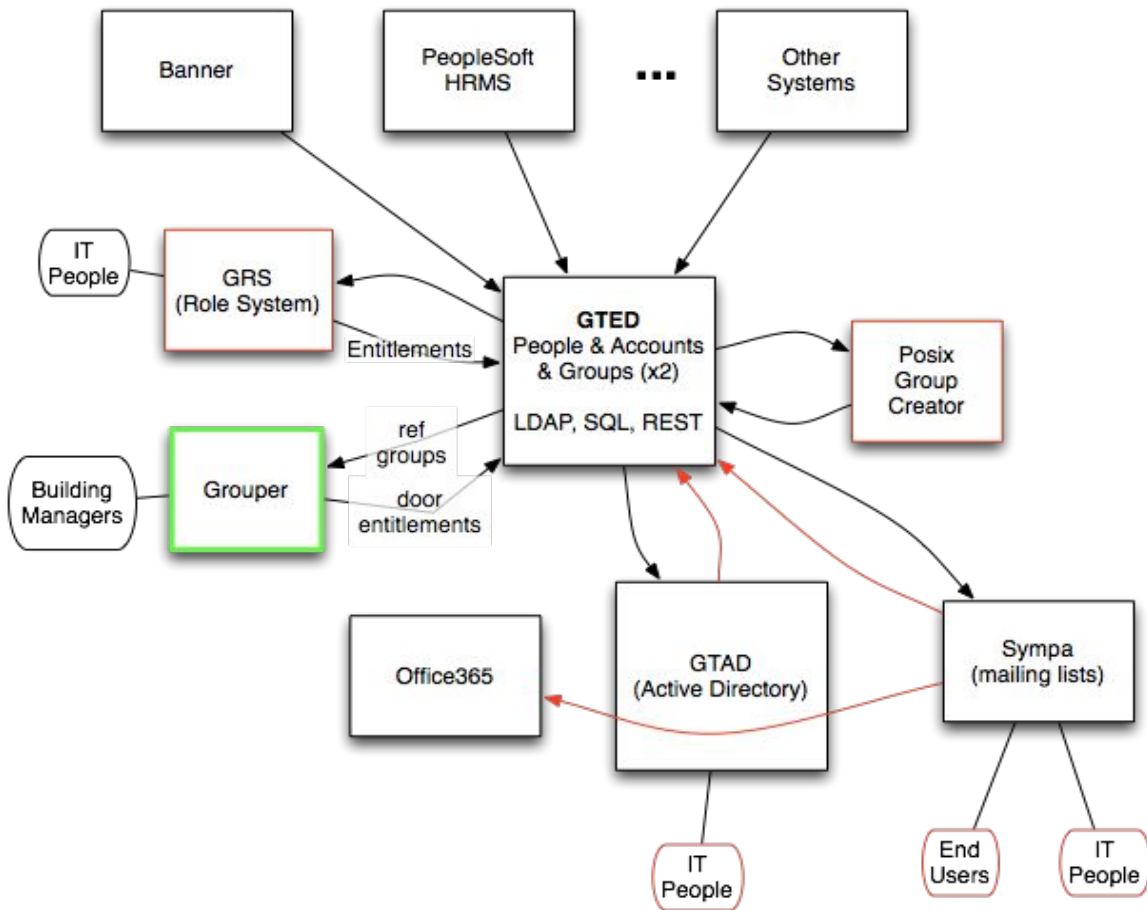 Banner
PeopleSoft
HRMS
...
Other
Systems
IT
People
GRS
(Role System)
Entitlements
GTED
People & Accounts
& Groups (x2)
LDAP, SQL, REST
Posix
Group
Creator
ref
groups
Building
Managers
Grouper
door
entitlements
Office365
GTAD
(Active Directory)
Sympa
(mailing lists)
IT
People
End
Users
IT
People